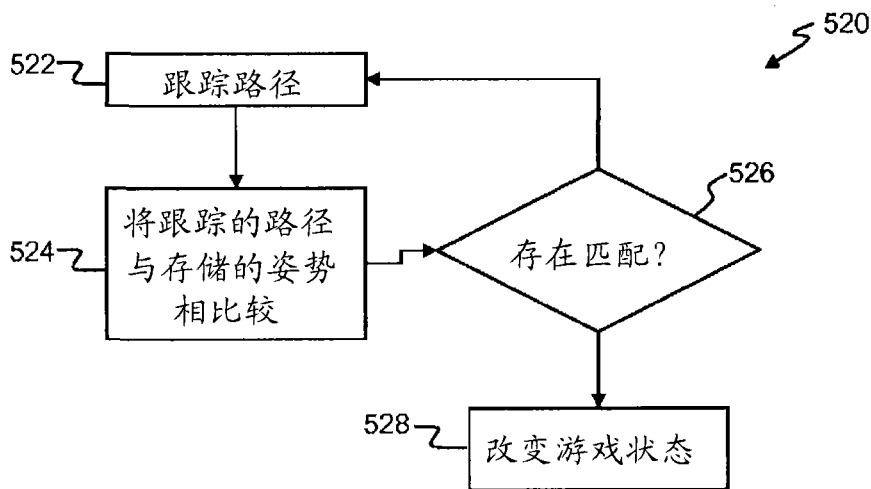 520
522
跟踪路径
526
524
将跟踪的路径
与存储的姿势
相比较
存在匹配?
528
改变游戏状态